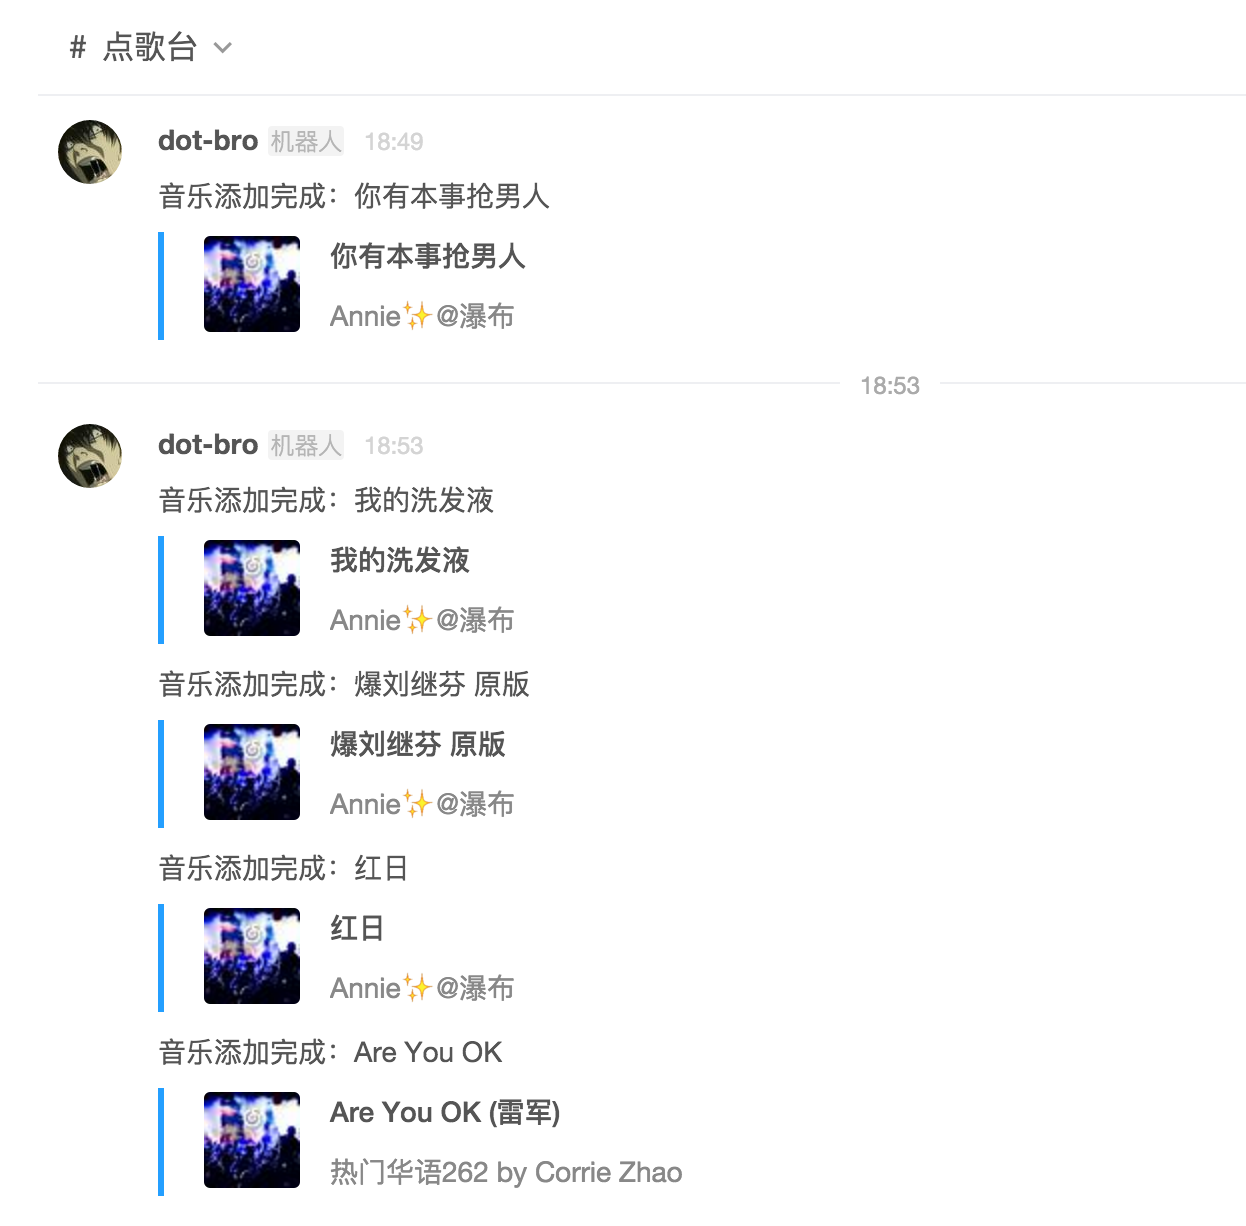 # 点歌台
dot-bro 机器人 18:49
音乐添加完成：你有本事抢男人
你有本事抢男人
Annie✨@瀑布
18:53
dot-bro 机器人 18:53
音乐添加完成：我的洗发液
我的洗发液
Annie✨@瀑布
音乐添加完成：爆刘继芬 原版
爆刘继芬 原版
Annie✨@瀑布
音乐添加完成：红日
红日
Annie✨@瀑布
音乐添加完成：Are You OK
Are You OK (雷军)
热门华语262 by Corrie Zhao